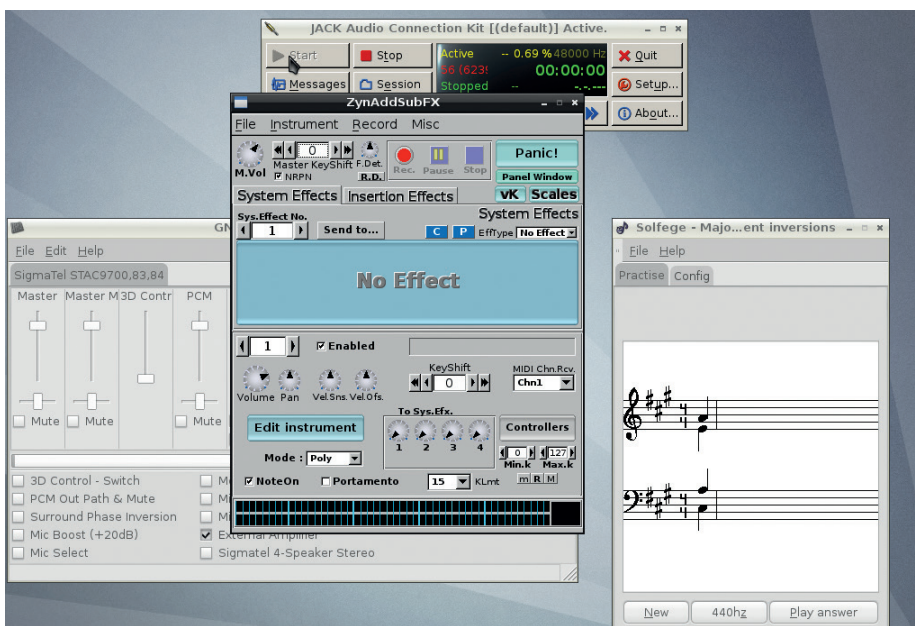 JACK Audio Connection Kit [(default)] Active.
Start
Stop
Active -- 0.69 % 48000 Hz
00:00:00
Quit
Messages
Session
Stopped -- -.-.---
Setup...
About...
ZynAddSubFX
File Instrument Record Misc
M.Vol
0
Master KeyShift
NRPN
F.Det.
R.D.
Rec. Pause Stop
Panic!
Panel Window
System Effects
Insertion Effects
vK Scales
Sys.Effect No.
1
Send to...
System Effects
C P EffType No Effect
No Effect
1
Enabled
Volume Pan Vel.Sns. Vel.Ofs.
KeyShift
0
MIDI Chn.Rcv.
Chn1
Edit instrument
To Sys.Efx.
1 2 3 4
Controllers
Mode : Poly
0 127
Min.k Max.k
NoteOn Portamento 15 KLmt m R M
File Edit Help
SigmaTel STAC9700,83,84
Master Master M 3D Contr PCM
Mute Mute Mute
3D Control - Switch
PCM Out Path & Mute
Surround Phase Inversion
Mic Boost (+20dB)
External Amplifier
Mic Select
Sigmatel 4-Speaker Stereo
Solfege - Majo...ent inversions
File Help
Practise Config
4
4
New 440hz Play answer